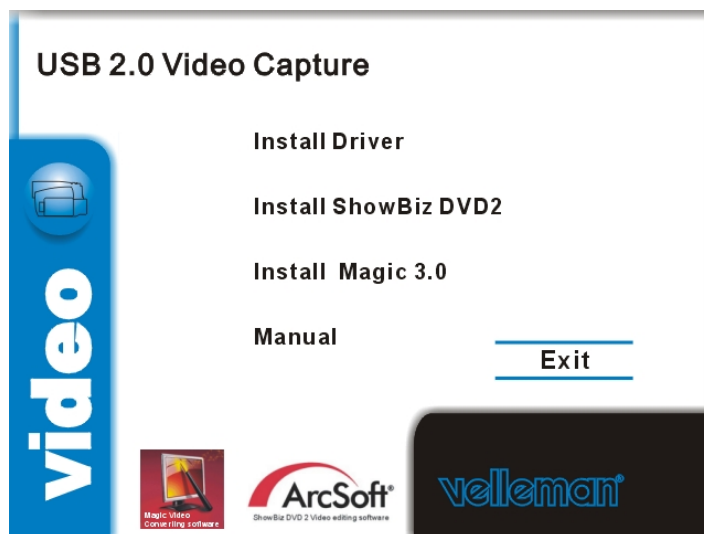 USB 2.0 Video Capture
Install Driver
Install ShowBiz DVD2
Install Magic 3.0
Manual
Exit
video
Magic Video
Converting software
ArcSoft®
ShowBiz DVD 2 Video editing software
velleman®